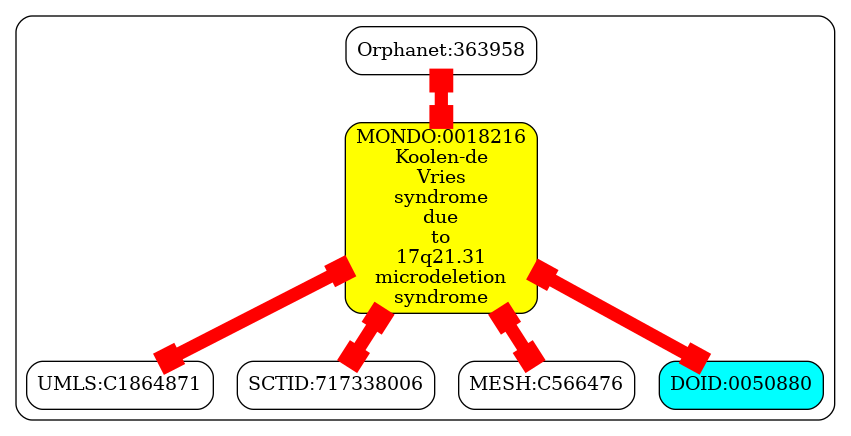 Orphanet:363958
MONDO:0018216
Koolen-de
Vries
syndrome
due
to
17q21.31
microdeletion
syndrome
UMLS:C1864871
SCTID:717338006
MESH:C566476
DOID:0050880